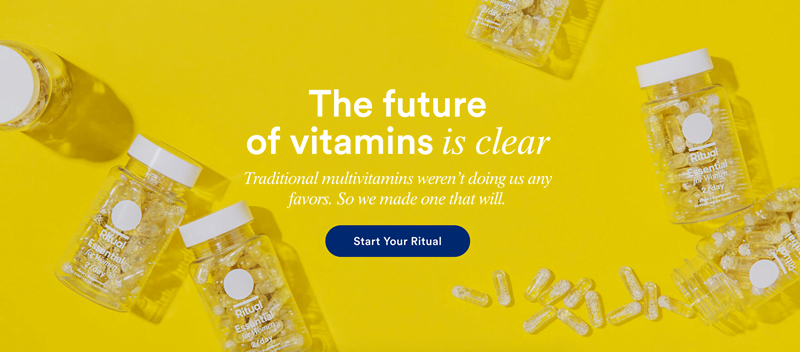 The future
of vitamins is clear
Traditional multivitamins weren't doing us any
favors. So we made one that will.
Start Your Ritual
Ritual
Essential
for Women
2/day
Ritual
Essential
for Women
2/day
Ritual
Essential
for Women
2/day